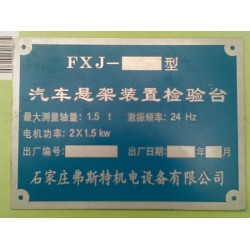 FXJ-型
汽车悬架装置检验台
最大测量轴量：1.5 t 激振频率：24 Hz
电机功率：2X1.5 kw
出厂编号： 出厂日期： 年 月
石家庄弗斯特机电设备有限公司